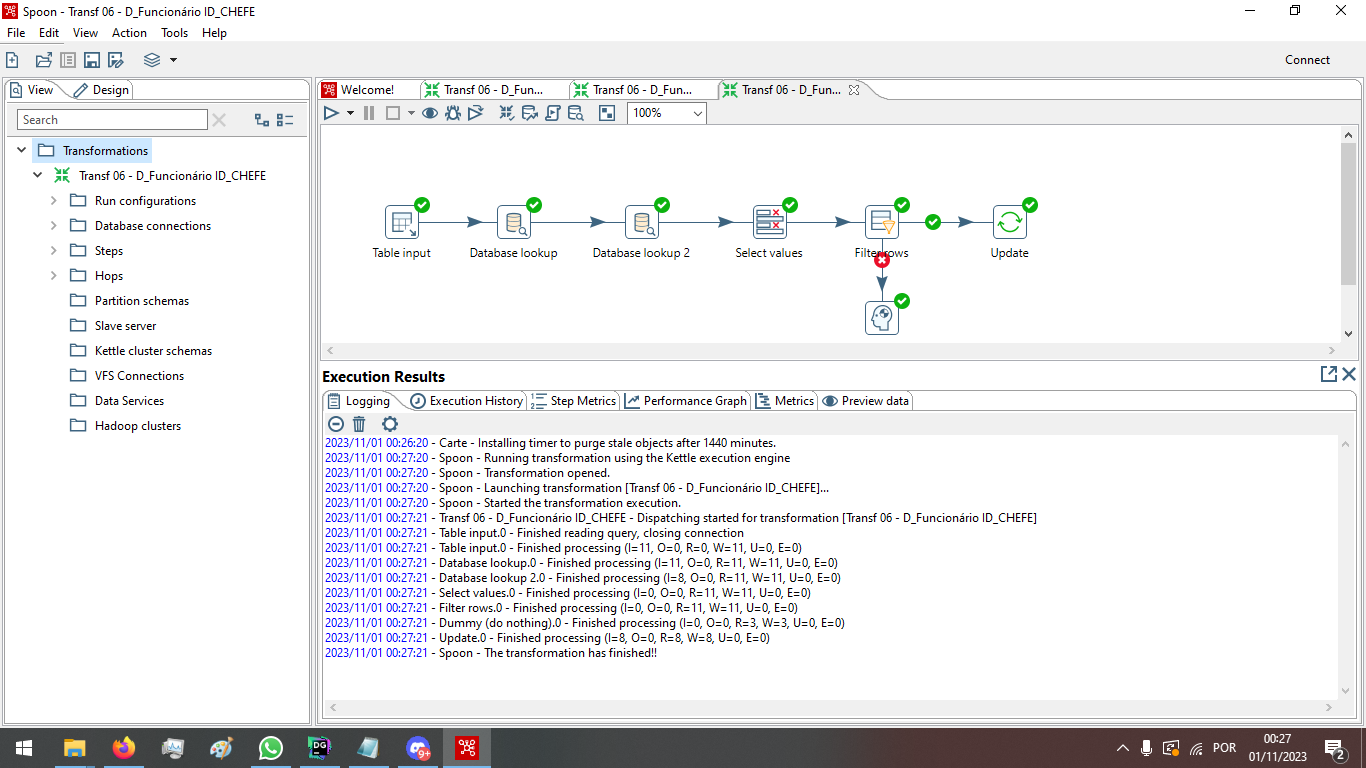 Spoon - Transf 06 - D_Funcionário ID_CHEFE
File Edit View Action Tools Help
Connect
View Design
Search
Transformations
Transf 06 - D_Funcionário ID_CHEFE
Run configurations
Database connections
Steps
Hops
Partition schemas
Slave server
Kettle cluster schemas
VFS Connections
Data Services
Hadoop clusters
Welcome! Transf 06 - D_Fun... Transf 06 - D_Fun... Transf 06 - D_Fun...
100%
Table input Database lookup Database lookup 2 Select values Filter rows Update
Execution Results
Logging Execution History Step Metrics Performance Graph Metrics Preview data
2023/11/01 00:26:20 - Carte - Installing timer to purge stale objects after 1440 minutes.
2023/11/01 00:27:20 - Spoon - Running transformation using the Kettle execution engine
2023/11/01 00:27:20 - Spoon - Transformation opened.
2023/11/01 00:27:20 - Spoon - Launching transformation [Transf 06 - D_Funcionário ID_CHEFE]...
2023/11/01 00:27:20 - Spoon - Started the transformation execution.
2023/11/01 00:27:21 - Transf 06 - D_Funcionário ID_CHEFE - Dispatching started for transformation [Transf 06 - D_Funcionário ID_CHEFE]
2023/11/01 00:27:21 - Table input.0 - Finished reading query, closing connection
2023/11/01 00:27:21 - Table input.0 - Finished processing (I=11, O=0, R=0, W=11, U=0, E=0)
2023/11/01 00:27:21 - Database lookup.0 - Finished processing (I=11, O=0, R=11, W=11, U=0, E=0)
2023/11/01 00:27:21 - Database lookup 2.0 - Finished processing (I=8, O=0, R=11, W=11, U=0, E=0)
2023/11/01 00:27:21 - Select values.0 - Finished processing (I=0, O=0, R=11, W=11, U=0, E=0)
2023/11/01 00:27:21 - Filter rows.0 - Finished processing (I=0, O=0, R=11, W=11, U=0, E=0)
2023/11/01 00:27:21 - Dummy (do nothing).0 - Finished processing (I=0, O=0, R=3, W=3, U=0, E=0)
2023/11/01 00:27:21 - Update.0 - Finished processing (I=8, O=0, R=8, W=8, U=0, E=0)
2023/11/01 00:27:21 - Spoon - The transformation has finished!!
DG
9+
POR
00:27
01/11/2023
2